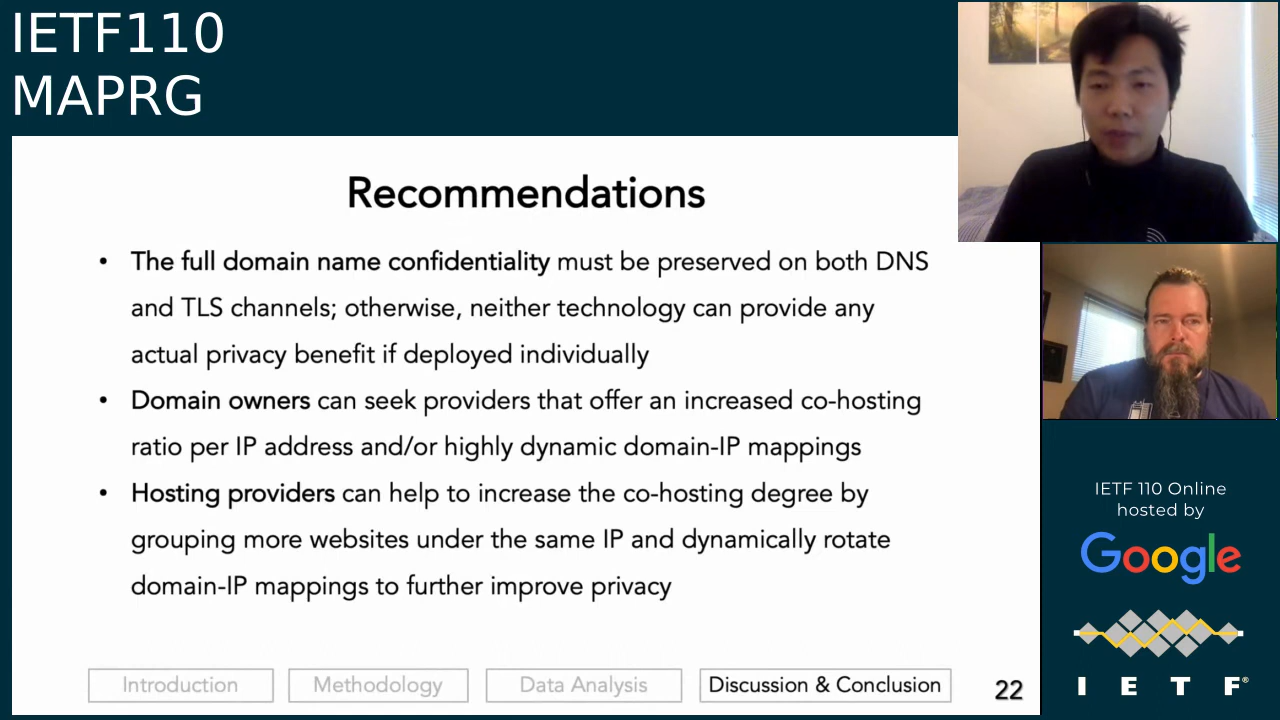 IETF110
MAPRG
Recommendations
• The full domain name confidentiality must be preserved on both DNS
and TLS channels; otherwise, neither technology can provide any
actual privacy benefit if deployed individually
• Domain owners can seek providers that offer an increased co-hosting
ratio per IP address and/or highly dynamic domain-IP mappings
• Hosting providers can help to increase the co-hosting degree by
grouping more websites under the same IP and dynamically rotate
domain-IP mappings to further improve privacy
Introduction
Methodology
Data Analysis
Discussion & Conclusion
22
IETF 110 Online
hosted by
Google
I E T F®